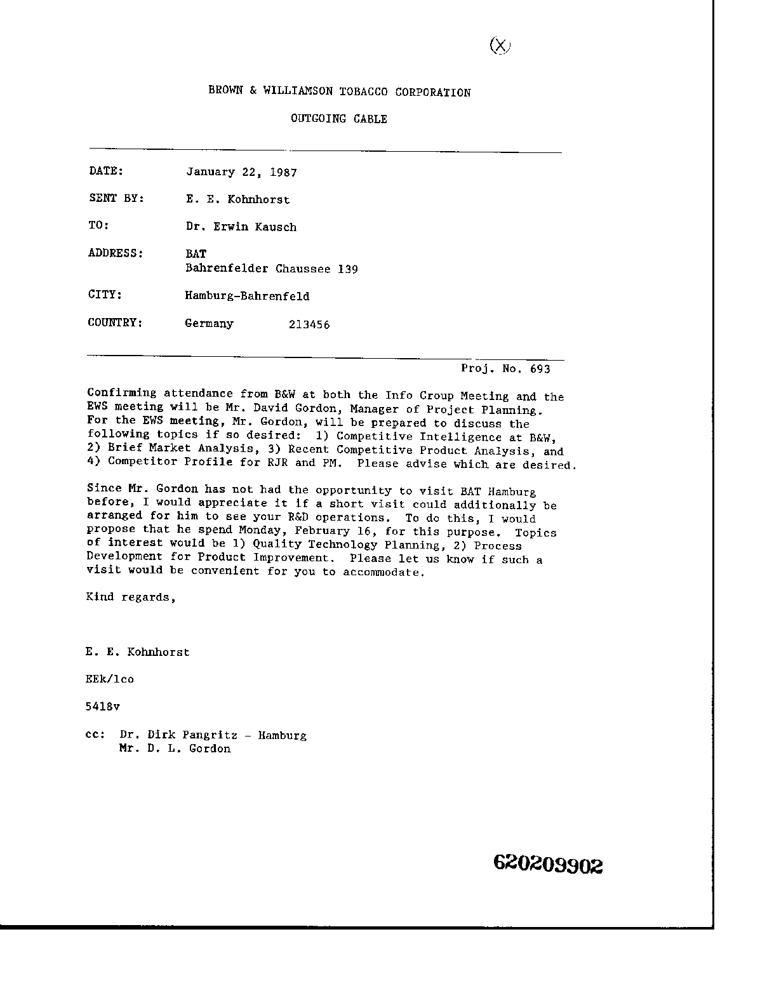 (X)
BROWN & WILLIAMSON TOBACCO CORPORATION
OUTGOING CABLE
DATE: January 22, 1987
SENT BY: E. E. Kohnhorst
TO: Dr. Erwin Kausch
ADDRESS: BAT
Bahrenfelder Chaussee 139
CITY: Hamburg-Bahrenfeld
COUNTRY: Germany 213456
Proj. No. 693
Confirming attendance from B&W at both the Info Croup Meeting and the
EWS meeting will be Mr. David Gordon, Manager of Project Planning.
For the EWS meeting, Mr. Gordon, will be prepared to discuss the
following topics if so desired: 1) Competitive Intelligence at B&W,
2) Brief Market Analysis, 3) Recent Competitive Product Analysis, and
4) Competitor Profile for RJR and PM. Please advise which are desired.
Since Mr. Gordon has not had the opportunity to visit BAT Hamburg
before, I would appreciate it if a short visit could additionally be
arranged for him to see your R&D operations. To do this, I would
propose that he spend Monday, February 16, for this purpose. Topics
of interest would be 1) Quality Technology Planning, 2) Process
Development for Product Improvement. Please let us know if such a
visit would be convenient for you to accommodate.
Kind regards,
E. E. Kohnhorst
EEk/lco
5418v
cc: Dr. Dirk Pangritz - Hamburg
Mr. D. L. Gordon
620209902